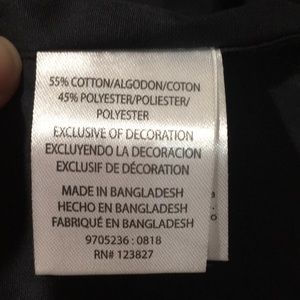 55% COTTON/ALGODON/COTON
45% POLYESTER/POLIESTER/
POLYESTER
EXCLUSIVE OF DECORATION
EXCLUYENDO LA DECORACION
EXCLUSIF DE DÉCORATION
MADE IN BANGLADESH
HECHO EN BANGLADESH
FABRIQUÉ EN BANGLADESH
9705236 : 0818
RN# 123827